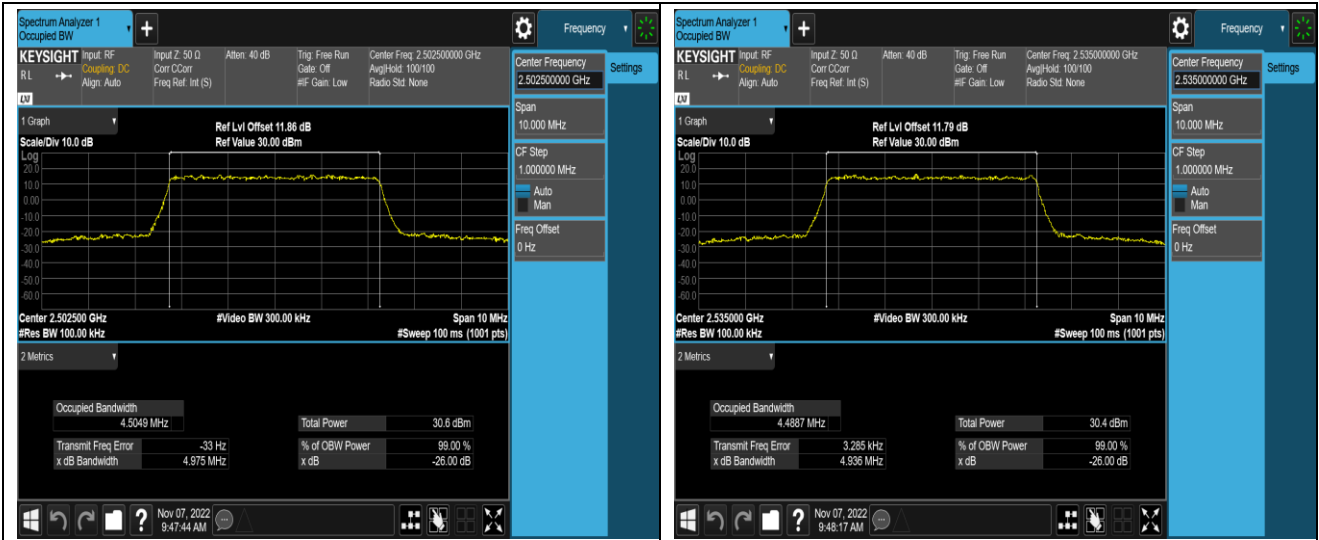 Spectrum Analyzer 1
Occupied BW
+
Frequency
KEYSIGHT
RL
LXI
Input: RF
Coupling: DC
Align: Auto
Input Z: 50 Ω
Corr CCorr
Freq Ref: Int (S)
Atten: 40 dB
Trig: Free Run
Gate: Off
#IF Gain: Low
Center Freq: 2.502500000 GHz
Avg|Hold: 100/100
Radio Std: None
Center Frequency
2.502500000 GHz
Settings
Span
10.000 MHz
CF Step
1.000000 MHz
Auto
Man
Freq Offset
0 Hz
1 Graph
Scale/Div 10.0 dB
Ref Lvl Offset 11.86 dB
Ref Value 30.00 dBm
Log
20.0
10.0
0.00
-10.0
-20.0
-30.0
-40.0
-50.0
-60.0
Center 2.502500 GHz
#Video BW 300.00 kHz
Span 10 MHz
#Res BW 100.00 kHz
#Sweep 100 ms (1001 pts)
2 Metrics
Occupied Bandwidth
4.5049 MHz
Total Power 30.6 dBm
Transmit Freq Error -33 Hz
% of OBW Power 99.00 %
x dB Bandwidth 4.975 MHz
x dB -26.00 dB
?
Nov 07, 2022
9:47:44 AM
Spectrum Analyzer 1
Occupied BW
+
Frequency
KEYSIGHT
RL
LXI
Input: RF
Coupling: DC
Align: Auto
Input Z: 50 Ω
Corr CCorr
Freq Ref: Int (S)
Atten: 40 dB
Trig: Free Run
Gate: Off
#IF Gain: Low
Center Freq: 2.535000000 GHz
Avg|Hold: 100/100
Radio Std: None
Center Frequency
2.535000000 GHz
Settings
Span
10.000 MHz
CF Step
1.000000 MHz
Auto
Man
Freq Offset
0 Hz
1 Graph
Scale/Div 10.0 dB
Ref Lvl Offset 11.79 dB
Ref Value 30.00 dBm
Log
20.0
10.0
0.00
-10.0
-20.0
-30.0
-40.0
-50.0
-60.0
Center 2.535000 GHz
#Video BW 300.00 kHz
Span 10 MHz
#Res BW 100.00 kHz
#Sweep 100 ms (1001 pts)
2 Metrics
Occupied Bandwidth
4.4887 MHz
Total Power 30.4 dBm
Transmit Freq Error 3.285 kHz
% of OBW Power 99.00 %
x dB Bandwidth 4.936 MHz
x dB -26.00 dB
?
Nov 07, 2022
9:48:17 AM